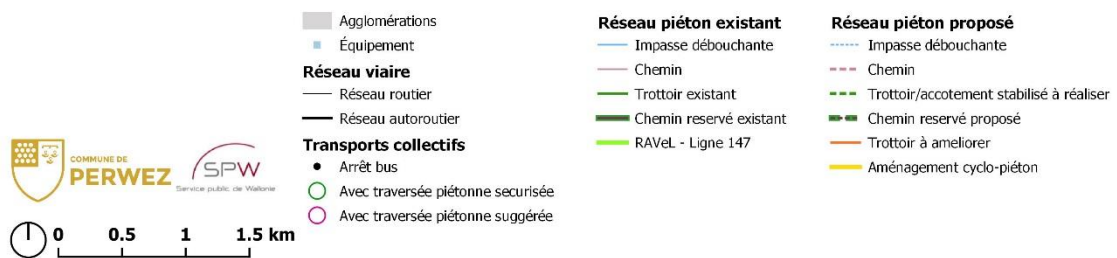 COMMUNE DE
PERWEZ
SPW
Service public de Wallonie
0 0.5 1 1.5 km
Agglomérations
Équipement
Réseau viaire
Réseau routier
Réseau autoroutier
Transports collectifs
Arrêt bus
Avec traversée piétonne securisée
Avec traversée piétonne suggérée
Réseau piéton existant
Impasse débouchante
Chemin
Trottoir existant
Chemin reservé existant
RAVeL - Ligne 147
Réseau piéton proposé
Impasse débouchante
Chemin
Trottoir/accotement stabilisé à réaliser
Chemin reservé proposé
Trottoir à ameliorer
Aménagement cyclo-piéton